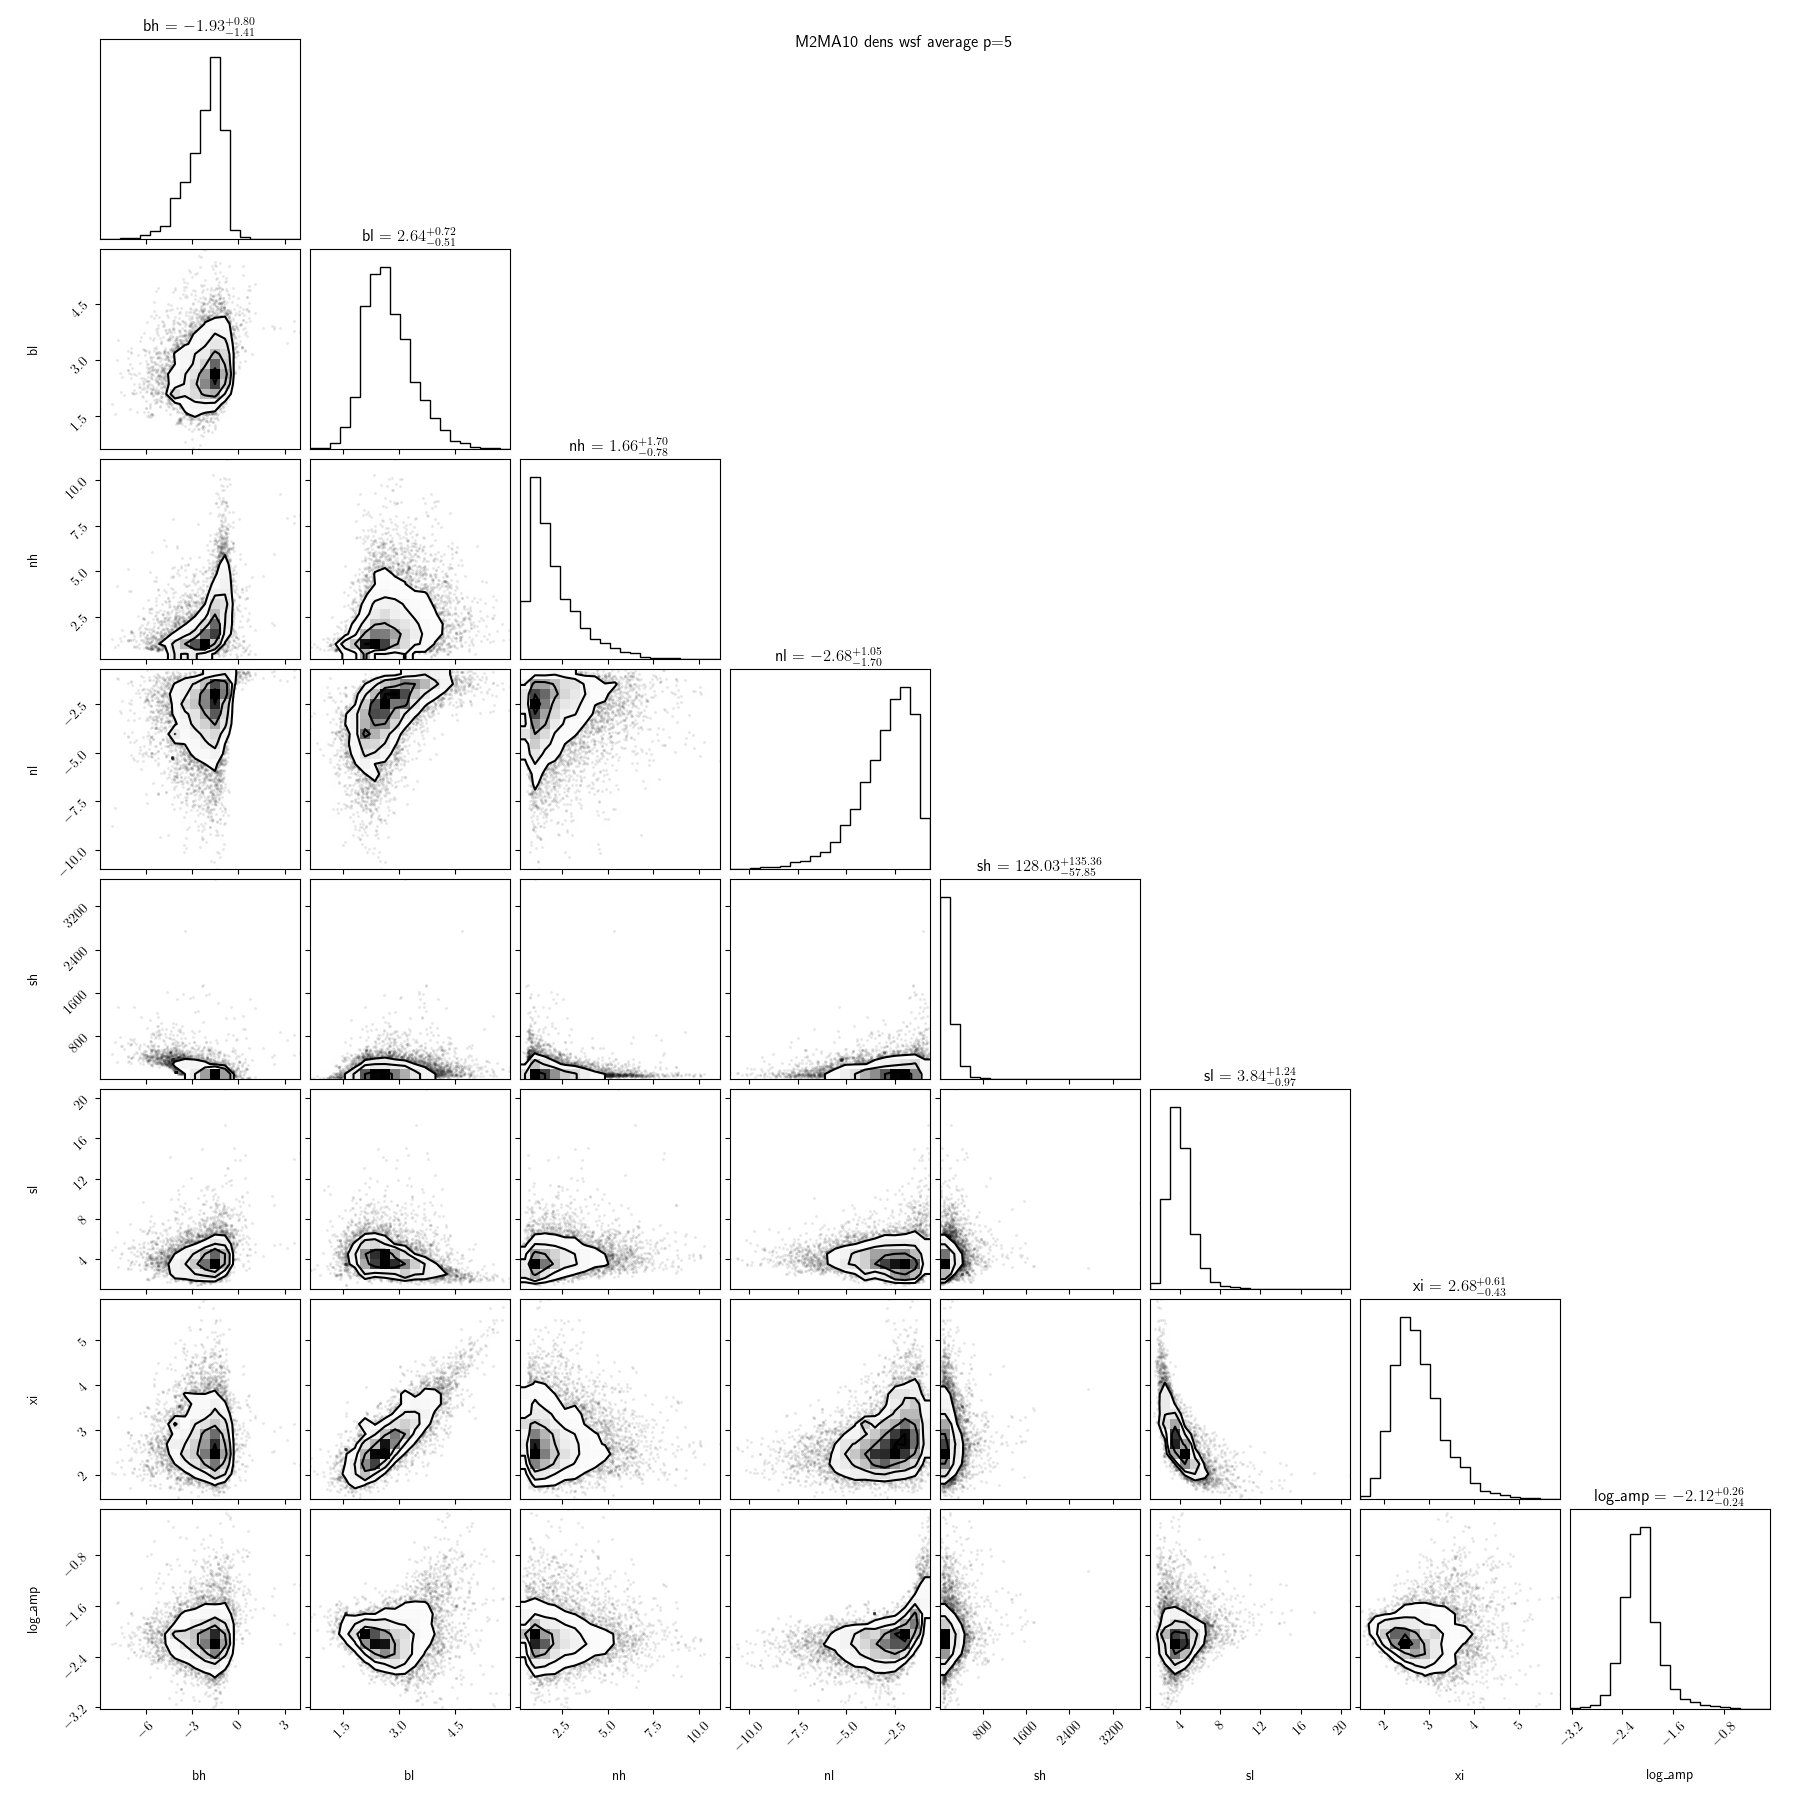 M2MA10 dens wsf average p=5
bh = −1.93 +0.80 −1.41
bl = 2.64 +0.72 −0.51
nh = 1.66 +1.70 −0.78
nl = −2.68 +1.05 −1.70
sh = 128.03 +135.36 −57.85
sl = 3.84 +1.24 −0.97
xi = 2.68 +0.61 −0.43
log_amp = −2.12 +0.26 −0.24
bl
4.5
3.0
1.5
nh
10.0
7.5
5.0
2.5
nl
−2.5
−5.0
−7.5
−10.0
sh
3200
2400
1600
800
sl
20
16
12
8
4
xi
5
4
3
2
log_amp
−0.8
−1.6
−2.4
−3.2
−6 −3 0 3
1.5 3.0 4.5
2.5 5.0 7.5 10.0
−10.0 −7.5 −5.0 −2.5
800 1600 2400 3200
4 8 12 16 20
2 3 4 5
−3.2 −2.4 −1.6 −0.8
bh bl nh nl sh sl xi log_amp